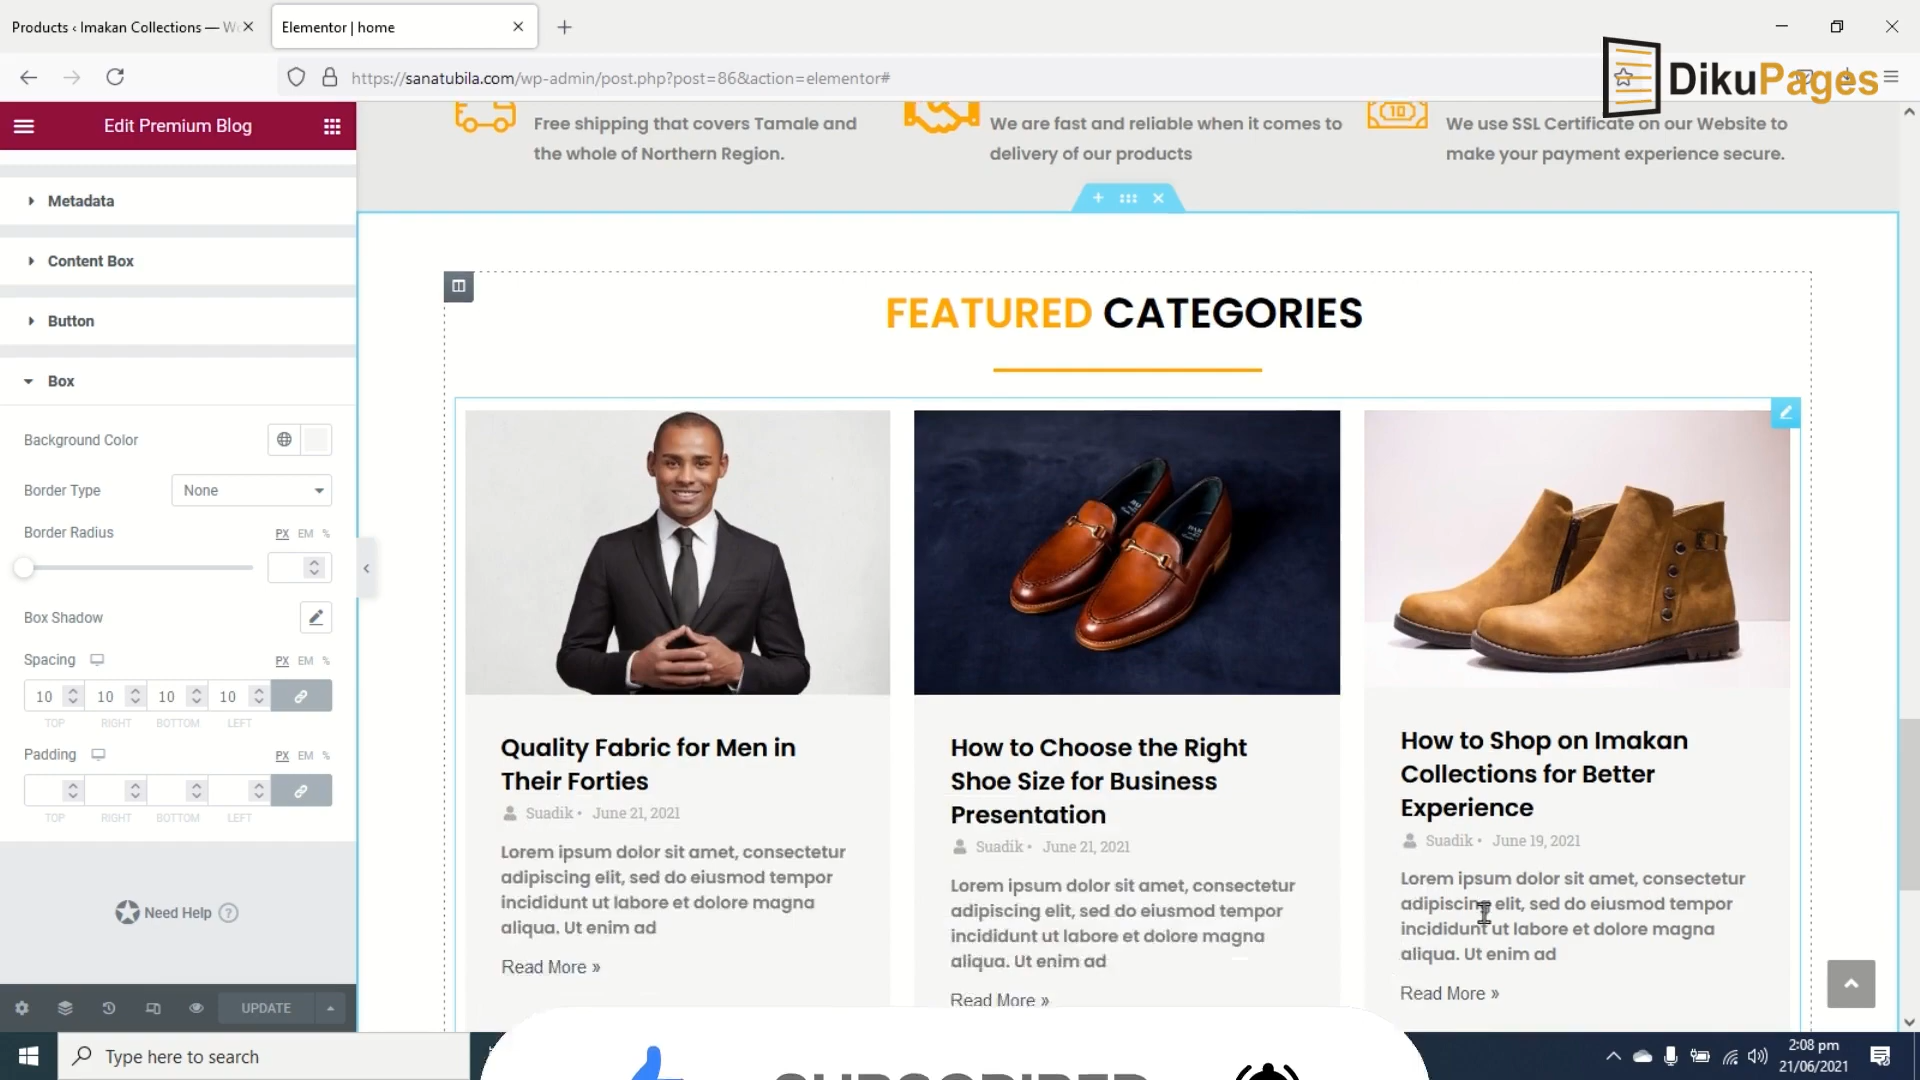 Products ‹ Imakan Collections — W
Elementor | home
https://sanatubila.com/wp-admin/post.php?post=86&action=elementor#
DikuPages
Edit Premium Blog
Metadata
Content Box
Button
Box
Background Color
Border Type
None
Border Radius
PX EM %
Box Shadow
Spacing
PX EM %
10 10 10 10
TOP RIGHT BOTTOM LEFT
Padding
PX EM %
TOP RIGHT BOTTOM LEFT
Need Help ?
UPDATE
Free shipping that covers Tamale and
the whole of Northern Region.
We are fast and reliable when it comes to
delivery of our products
10
We use SSL Certificate on our Website to
make your payment experience secure.
FEATURED CATEGORIES
Quality Fabric for Men in
Their Forties
Suadik • June 21, 2021
Lorem ipsum dolor sit amet, consectetur
adipiscing elit, sed do eiusmod tempor
incididunt ut labore et dolore magna
aliqua. Ut enim ad
Read More »
How to Choose the Right
Shoe Size for Business
Presentation
Suadik • June 21, 2021
Lorem ipsum dolor sit amet, consectetur
adipiscing elit, sed do eiusmod tempor
incididunt ut labore et dolore magna
aliqua. Ut enim ad
Read More »
How to Shop on Imakan
Collections for Better
Experience
Suadik • June 19, 2021
Lorem ipsum dolor sit amet, consectetur
adipiscing elit, sed do eiusmod tempor
incididunt ut labore et dolore magna
aliqua. Ut enim ad
Read More »
SUBSCRIBED
Type here to search
2:08 pm
21/06/2021